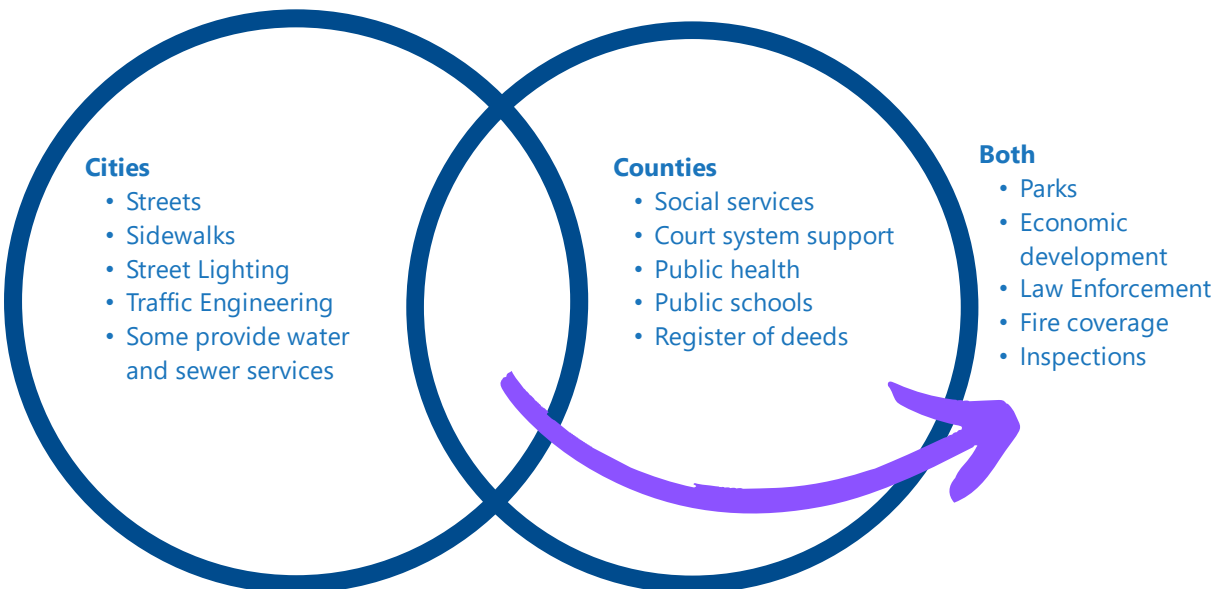 Cities
• Streets
• Sidewalks
• Street Lighting
• Traffic Engineering
• Some provide water
and sewer services
Counties
• Social services
• Court system support
• Public health
• Public schools
• Register of deeds
Both
• Parks
• Economic
development
• Law Enforcement
• Fire coverage
• Inspections